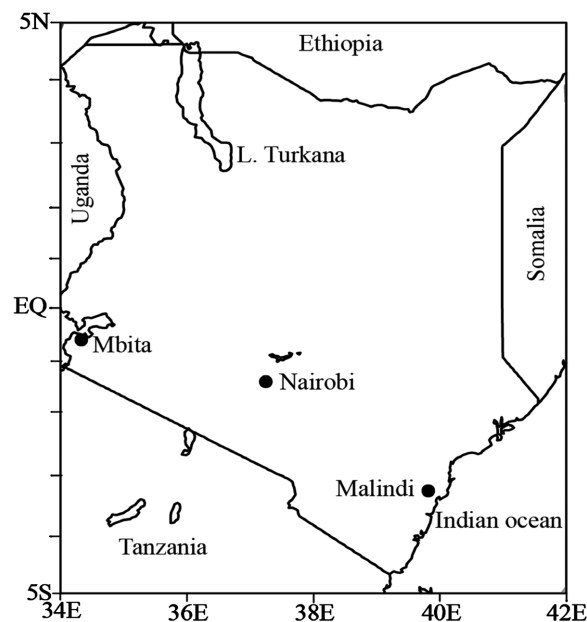 5N
Ethiopia
L. Turkana
Uganda
Somalia
EQ
Mbita
Nairobi
Malindi
Indian ocean
Tanzania
5S
34E 36E 38E 40E 42E